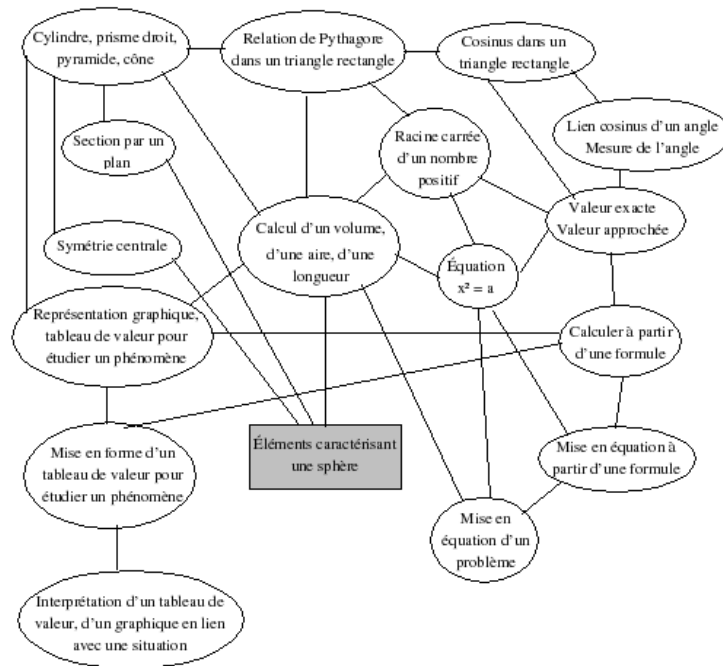 Cylindre, prisme droit,
pyramide, cône
Relation de Pythagore
dans un triangle rectangle
Cosinus dans un
triangle rectangle
Lien cosinus d'un angle
Mesure de l'angle
Section par un
plan
Racine carrée
d'un nombre
positif
Valeur exacte
Valeur approchée
Symétrie centrale
Calcul d'un volume,
d'une aire, d'une
longueur
Équation
x² = a
Représentation graphique,
tableau de valeur pour
étudier un phénomène
Calculer à partir
d'une formule
Mise en forme d'un
tableau de valeur pour
étudier un phénomène
Éléments caractérisant
une sphère
Mise en équation à
partir d'une formule
Mise en
équation d'un
problème
Interprétation d'un tableau de
valeur, d'un graphique en lien
avec une situation